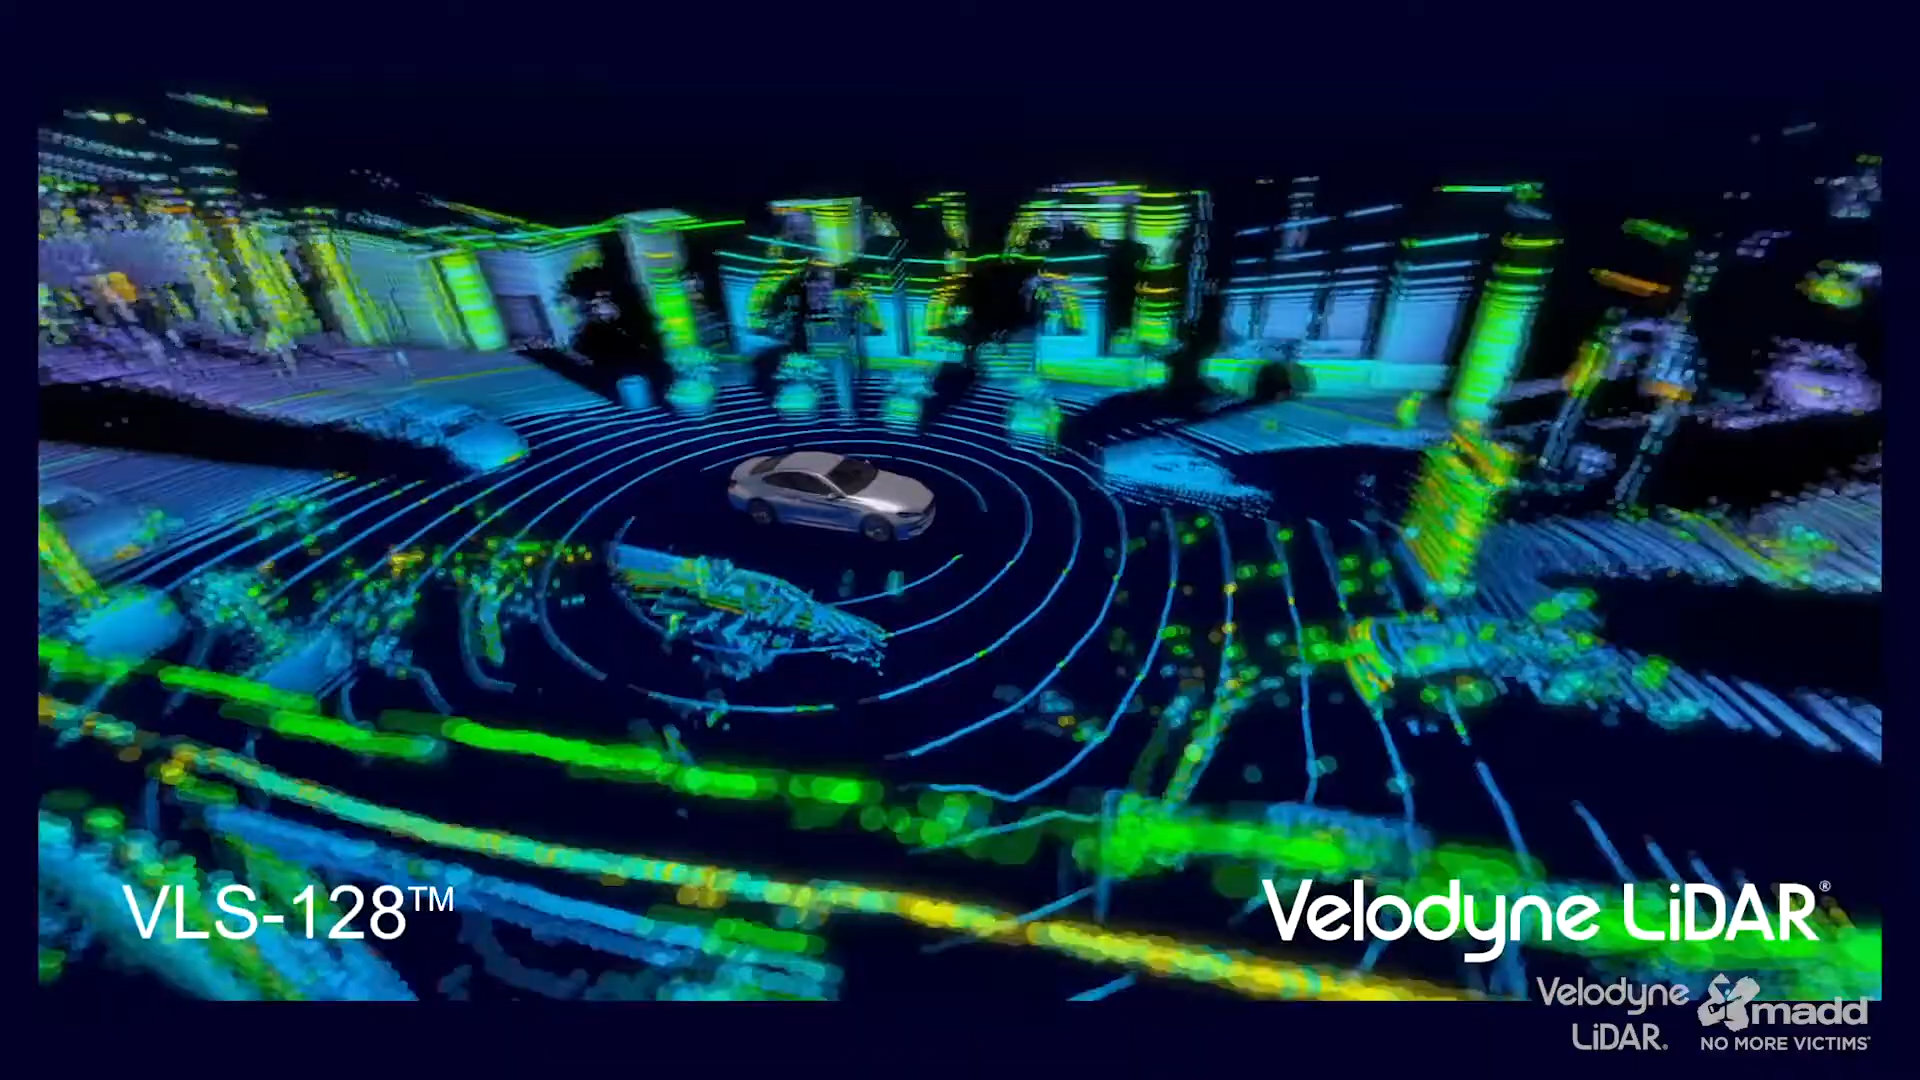 VLS-128™
Velodyne LiDAR®
Velodyne
LiDAR.
madd
NO MORE VICTIMS®